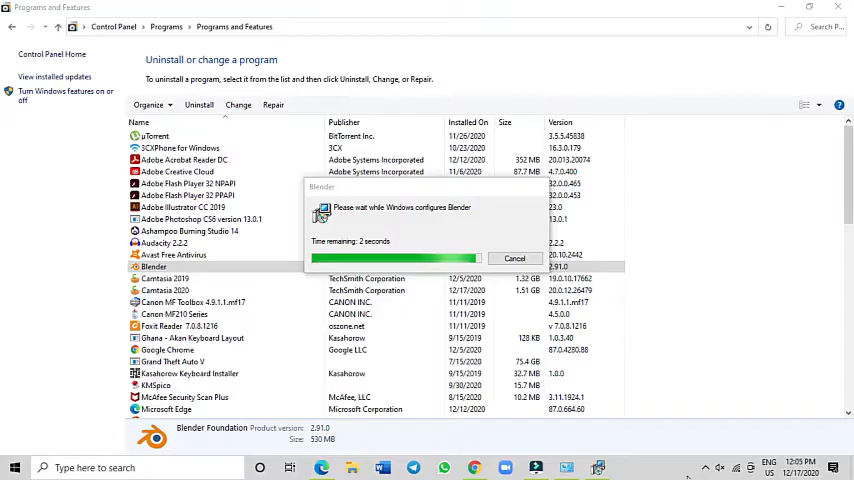 Programs and Features
Control Panel Programs Programs and Features Search P...
Control Panel Home
View installed updates
Turn Windows features on or
off
Uninstall or change a program
To uninstall a program, select it from the list and then click Uninstall, Change, or Repair.
Organize Uninstall Change Repair
Name Publisher Installed On Size Version
µTorrent BitTorrent Inc. 11/26/2020 3.5.5.45838
3CXPhone for Windows 3CX 10/23/2020 16.3.0.179
Adobe Acrobat Reader DC Adobe Systems Incorporated 12/12/2020 352 MB 20.013.20074
Adobe Creative Cloud Adobe Systems Incorporated 11/6/2020 87.7 MB 0.0.400
Adobe Flash Player 32 NPAPI 32.0.0.465
Adobe Flash Player 32 PPAPI 32.0.0.453
Adobe Illustrator CC 2019 23.0
Adobe Photoshop CS6 version 13.0.1 13.0.1
Ashampoo Burning Studio 14
Audacity 2.2.2 2.2.2
Avast Free Antivirus 20.10.2442
Blender 2.91.0
Blender
Please wait while Windows configures Blender
Time remaining: 2 seconds
Cancel
Camtasia 2019 TechSmith Corporation 12/5/2020 1.32 GB 19.0.10.17662
Camtasia 2020 TechSmith Corporation 12/17/2020 1.51 GB 20.0.12.26479
Canon MF Toolbox 4.9.1.1.mf17 CANON INC. 11/11/2019 4.9.1.1.mf17
Canon MF210 Series CANON INC. 11/11/2019 4.5.0.0
Foxit Reader 7.0.8.1216 oszone.net 11/11/2019 v 7.0.8.1216
Ghana - Akan Keyboard Layout Kasahorow 9/15/2019 128 KB 1.0.3.40
Google Chrome Google LLC 12/5/2020 87.0.4280.88
Grand Theft Auto V 7/15/2020 75.4 GB
Kasahorow Keyboard Installer Kasahorow 9/15/2019 32.7 MB 1.0.0
KMSpico 9/30/2020 15.7 MB
McAfee Security Scan Plus McAfee, LLC 8/15/2020 10.2 MB 3.11.1924.1
Microsoft Edge Microsoft Corporation 12/12/2020 87.0.664.60
Blender Foundation Product version: 2.91.0
Size: 530 MB
Type here to search
ENG
US
12:05 PM
12/17/2020